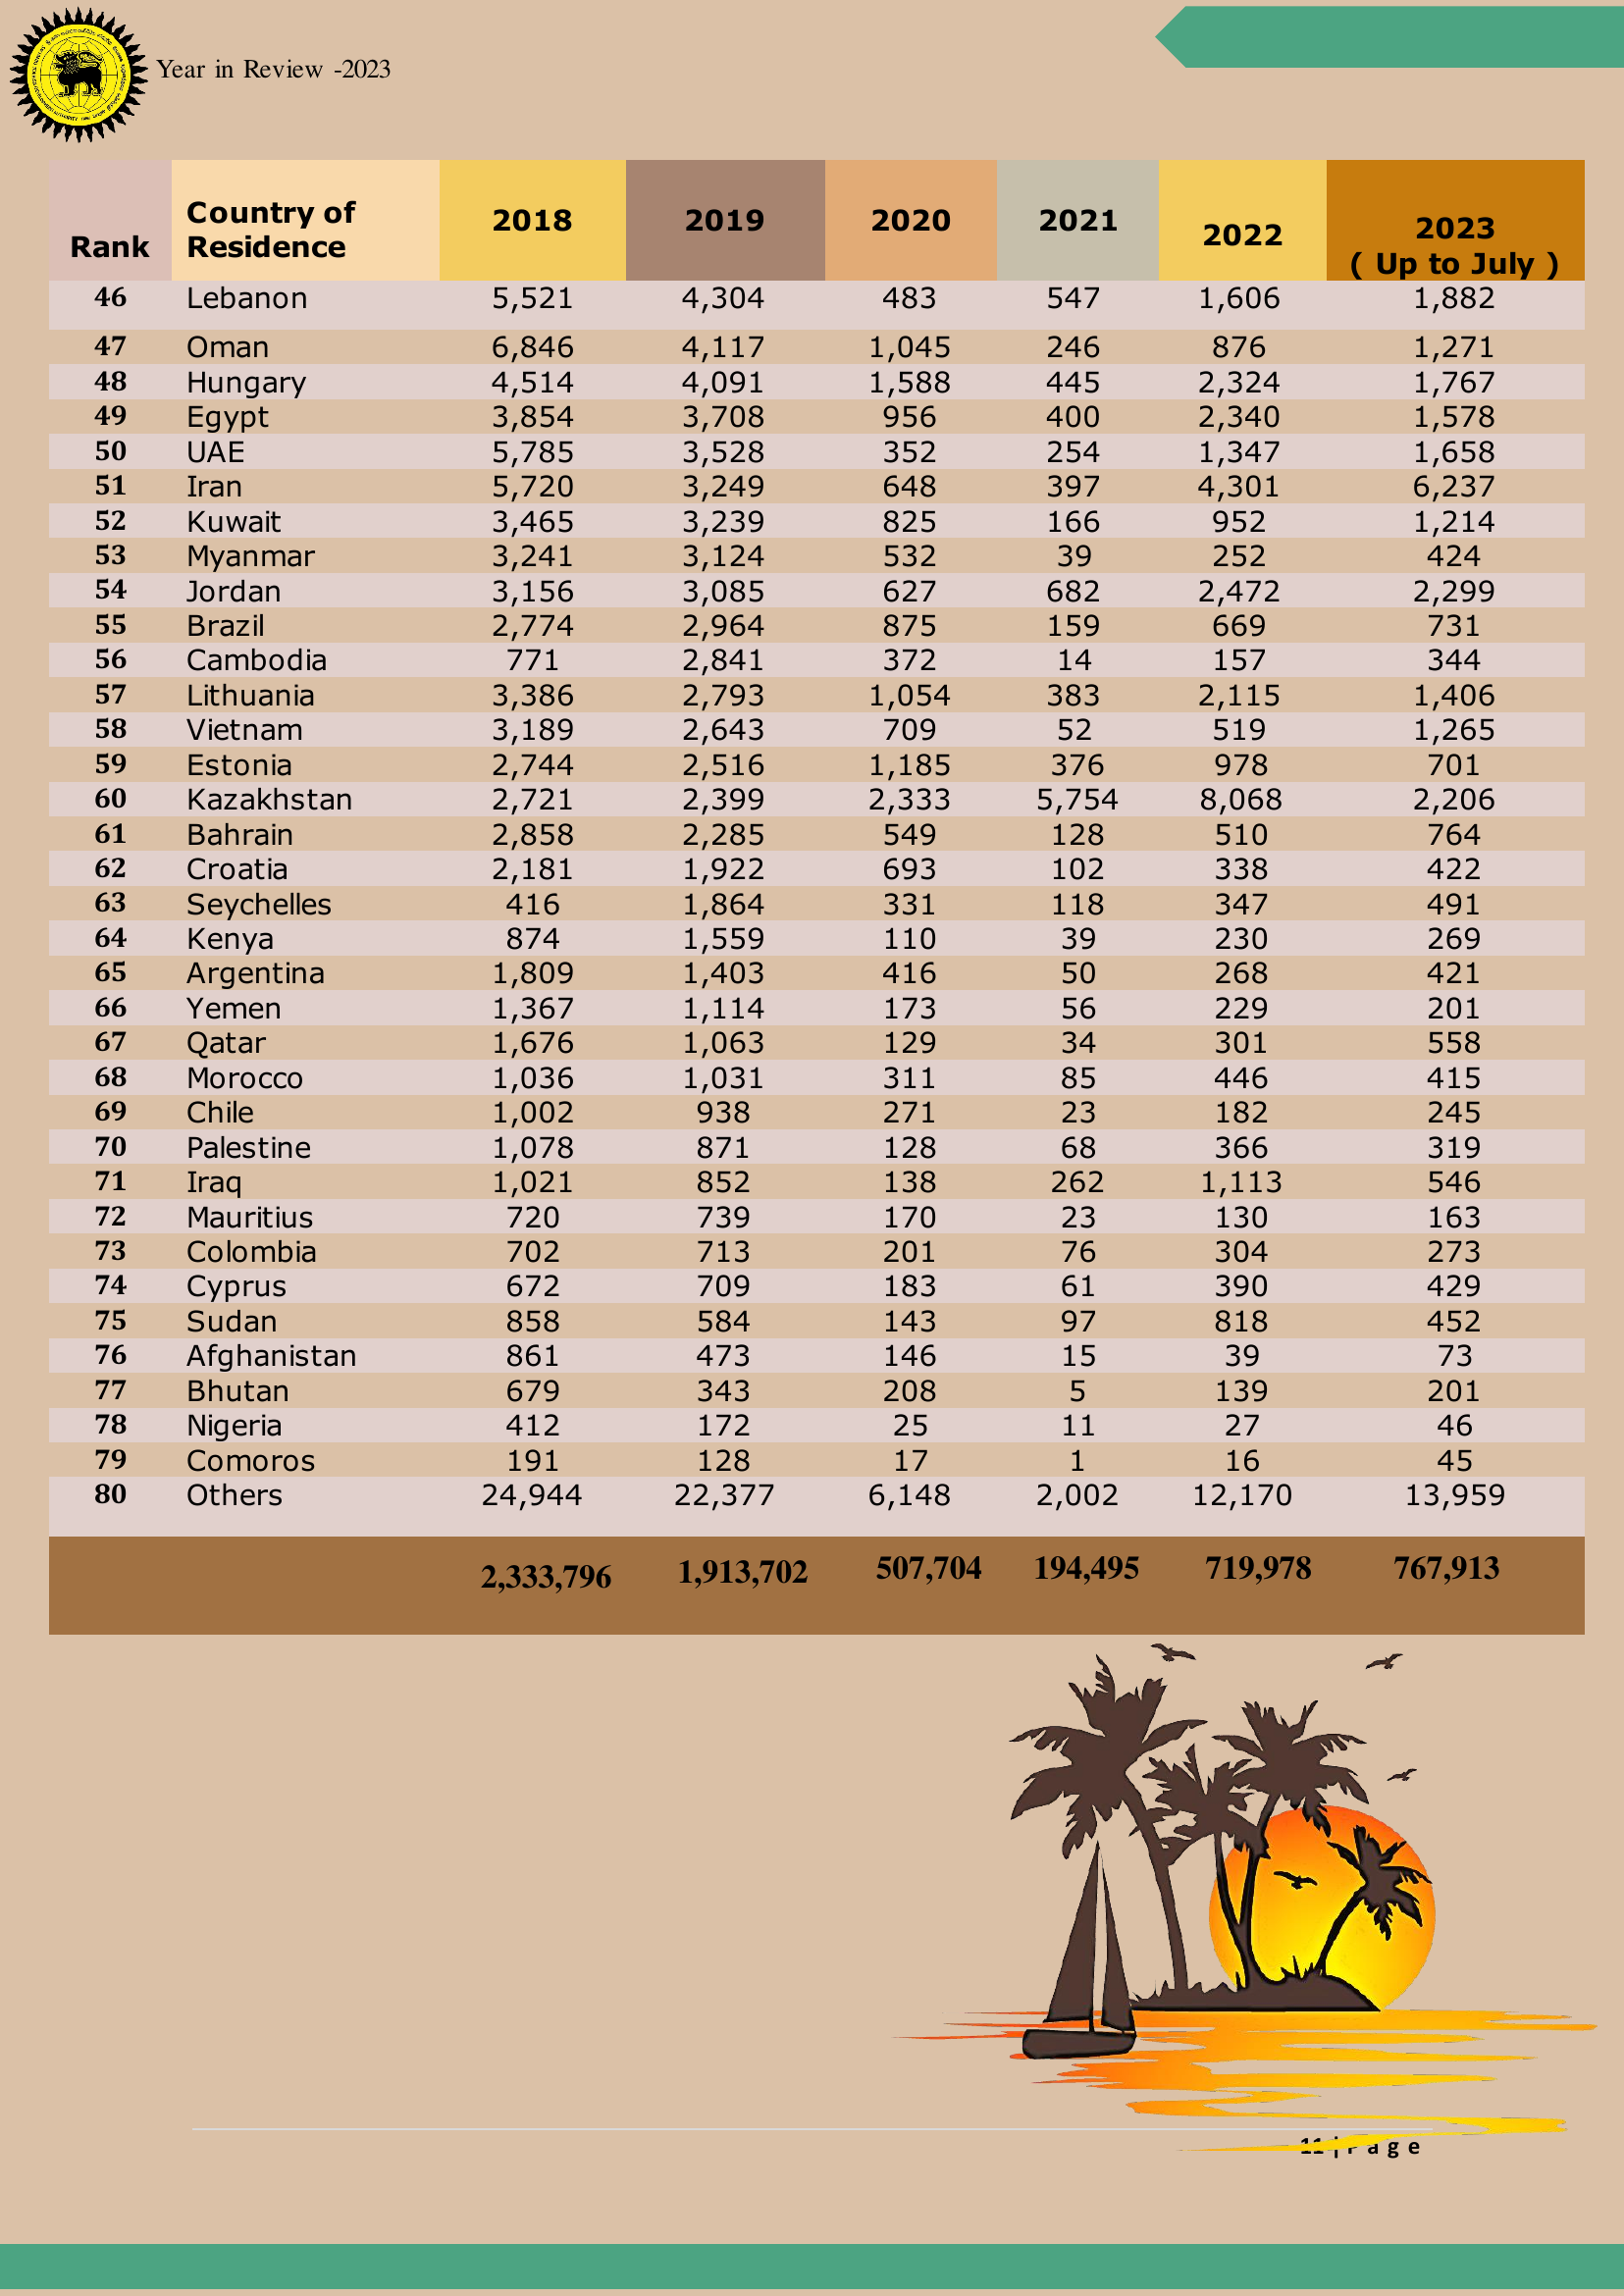 Year in Review -2023
Rank Country of Residence 2018 2019 2020 2021 2022 2023 ( Up to July )
46 Lebanon 5,521 4,304 483 547 1,606 1,882
47 Oman 6,846 4,117 1,045 246 876 1,271
48 Hungary 4,514 4,091 1,588 445 2,324 1,767
49 Egypt 3,854 3,708 956 400 2,340 1,578
50 UAE 5,785 3,528 352 254 1,347 1,658
51 Iran 5,720 3,249 648 397 4,301 6,237
52 Kuwait 3,465 3,239 825 166 952 1,214
53 Myanmar 3,241 3,124 532 39 252 424
54 Jordan 3,156 3,085 627 682 2,472 2,299
55 Brazil 2,774 2,964 875 159 669 731
56 Cambodia 771 2,841 372 14 157 344
57 Lithuania 3,386 2,793 1,054 383 2,115 1,406
58 Vietnam 3,189 2,643 709 52 519 1,265
59 Estonia 2,744 2,516 1,185 376 978 701
60 Kazakhstan 2,721 2,399 2,333 5,754 8,068 2,206
61 Bahrain 2,858 2,285 549 128 510 764
62 Croatia 2,181 1,922 693 102 338 422
63 Seychelles 416 1,864 331 118 347 491
64 Kenya 874 1,559 110 39 230 269
65 Argentina 1,809 1,403 416 50 268 421
66 Yemen 1,367 1,114 173 56 229 201
67 Qatar 1,676 1,063 129 34 301 558
68 Morocco 1,036 1,031 311 85 446 415
69 Chile 1,002 938 271 23 182 245
70 Palestine 1,078 871 128 68 366 319
71 Iraq 1,021 852 138 262 1,113 546
72 Mauritius 720 739 170 23 130 163
73 Colombia 702 713 201 76 304 273
74 Cyprus 672 709 183 61 390 429
75 Sudan 858 584 143 97 818 452
76 Afghanistan 861 473 146 15 39 73
77 Bhutan 679 343 208 5 139 201
78 Nigeria 412 172 25 11 27 46
79 Comoros 191 128 17 1 16 45
80 Others 24,944 22,377 6,148 2,002 12,170 13,959
2,333,796 1,913,702 507,704 194,495 719,978 767,913
11 | P a g e